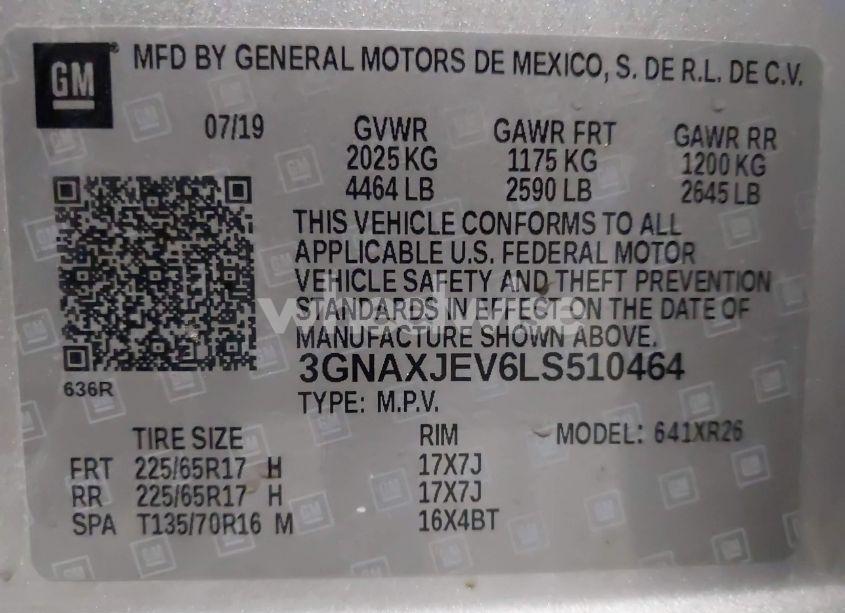 GM
MFD BY GENERAL MOTORS DE MEXICO, S. DE R.L. DE C.V.
07/19 GVWR GAWR FRT GAWR RR
2025 KG 1175 KG 1200 KG
4464 LB 2590 LB 2645 LB
THIS VEHICLE CONFORMS TO ALL
APPLICABLE U.S. FEDERAL MOTOR
VEHICLE SAFETY AND THEFT PREVENTION
STANDARDS IN EFFECT ON THE DATE OF
MANUFACTURE SHOWN ABOVE.
636R
3GNAXJEV6LS510464
TYPE: M.P.V.
TIRE SIZE RIM MODEL: 641XR26
FRT 225/65R17 H 17X7J
RR 225/65R17 H 17X7J
SPA T135/70R16 M 16X4BT